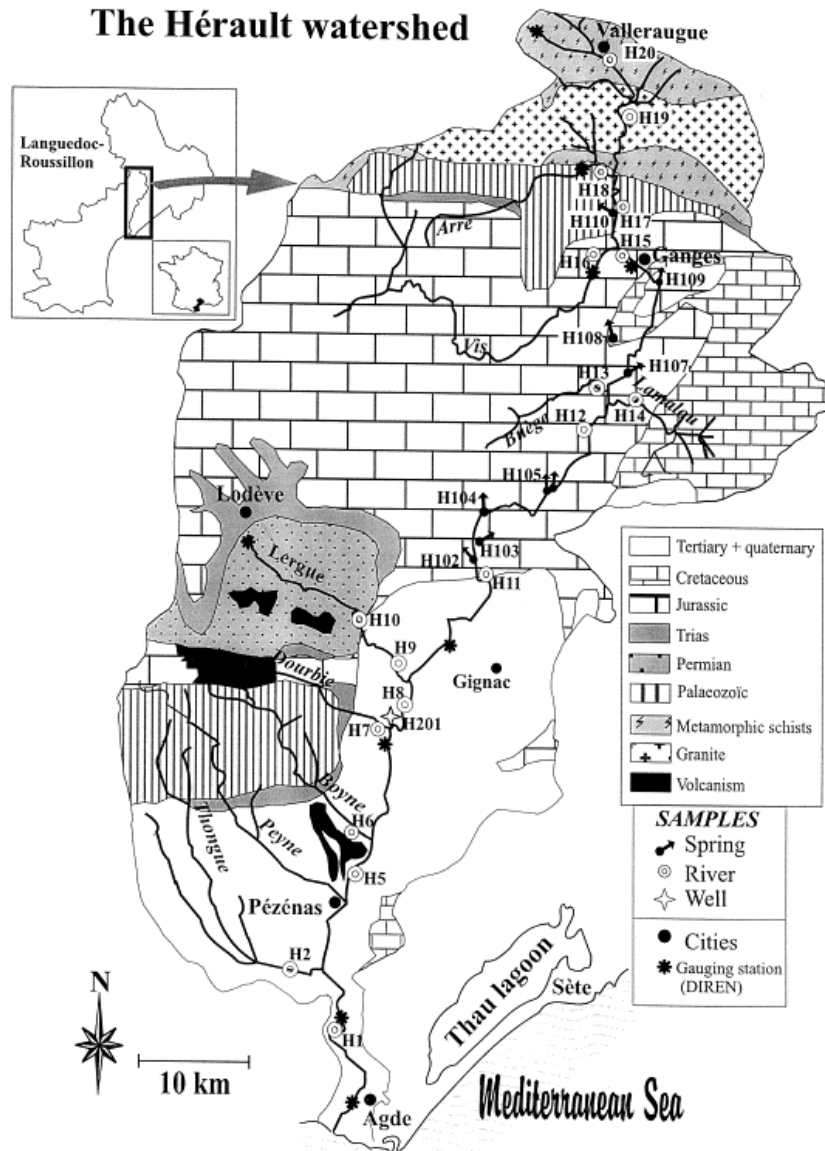 The Hérault watershed
Valleraugue
H20
Languedoc-
Roussillon
H19
H18
H110
H17
Arre
H15
Ganges
H16
H109
H108
Vis
H107
H13
Lamalou
H14
Buéga
H12
H105
H104
Lodève
H103
Lergue
H102
H11
H10
H9
Gignac
Dourbie
H8
H201
H7
Boyne
H6
Peyne
Thongue
H5
Pézénas
H2
H1
Agde
N
10 km
Thau lagoon
Sète
Mediterranean Sea
Tertiary + quaternary
Cretaceous
Jurassic
Trias
Permian
Palaeozoïc
Metamorphic schists
Granite
Volcanism
SAMPLES
Spring
River
Well
Cities
Gauging station
(DIREN)